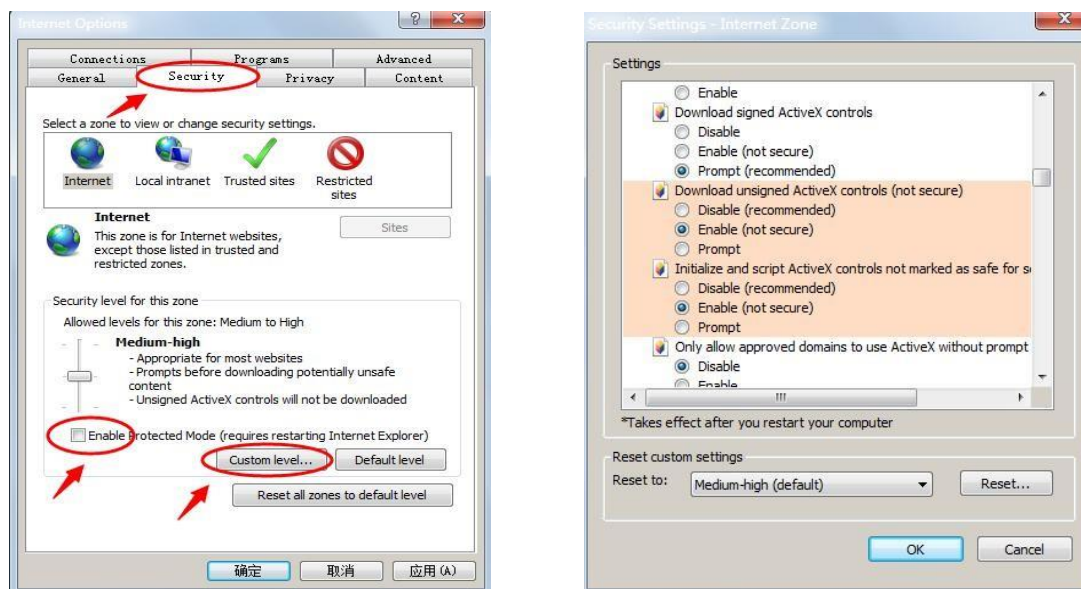 Internet Options
Connections Programs Advanced
General Security Privacy Content
Select a zone to view or change security settings.
Internet Local intranet Trusted sites Restricted
sites
Internet
Sites
This zone is for Internet websites,
except those listed in trusted and
restricted zones.
Security level for this zone
Allowed levels for this zone: Medium to High
Medium-high
- Appropriate for most websites
- Prompts before downloading potentially unsafe
content
- Unsigned ActiveX controls will not be downloaded
Enable Protected Mode (requires restarting Internet Explorer)
Custom level... Default level
Reset all zones to default level
确定 取消 应用(A)
Security Settings - Internet Zone
Settings
Enable
Download signed ActiveX controls
Disable
Enable (not secure)
Prompt (recommended)
Download unsigned ActiveX controls (not secure)
Disable (recommended)
Enable (not secure)
Prompt
Initialize and script ActiveX controls not marked as safe for s
Disable (recommended)
Enable (not secure)
Prompt
Only allow approved domains to use ActiveX without prompt
Disable
Enable
*Takes effect after you restart your computer
Reset custom settings
Reset to: Medium-high (default) Reset...
OK Cancel